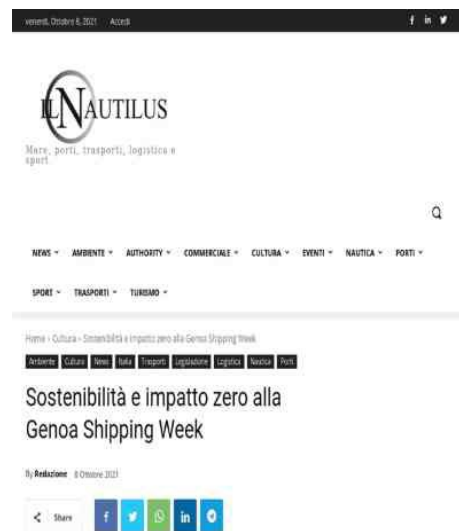 venerdì, Ottobre 8, 2021 Accedi
IL NAUTILUS
Mare, porti, trasporti, logistica e
sport
NEWS AMBIENTE AUTHORITY COMMERCIALE CULTURA EVENTI NAUTICA PORTI
SPORT TRASPORTI TURISMO
Home › Cultura › Sostenibilità e impatto zero alla Genoa Shipping Week
Ambiente Cultura News Italia Trasporti Legislazione Logistica Nautica Porti
Sostenibilità e impatto zero alla
Genoa Shipping Week
By Redazione 8 Ottobre 2021
Share